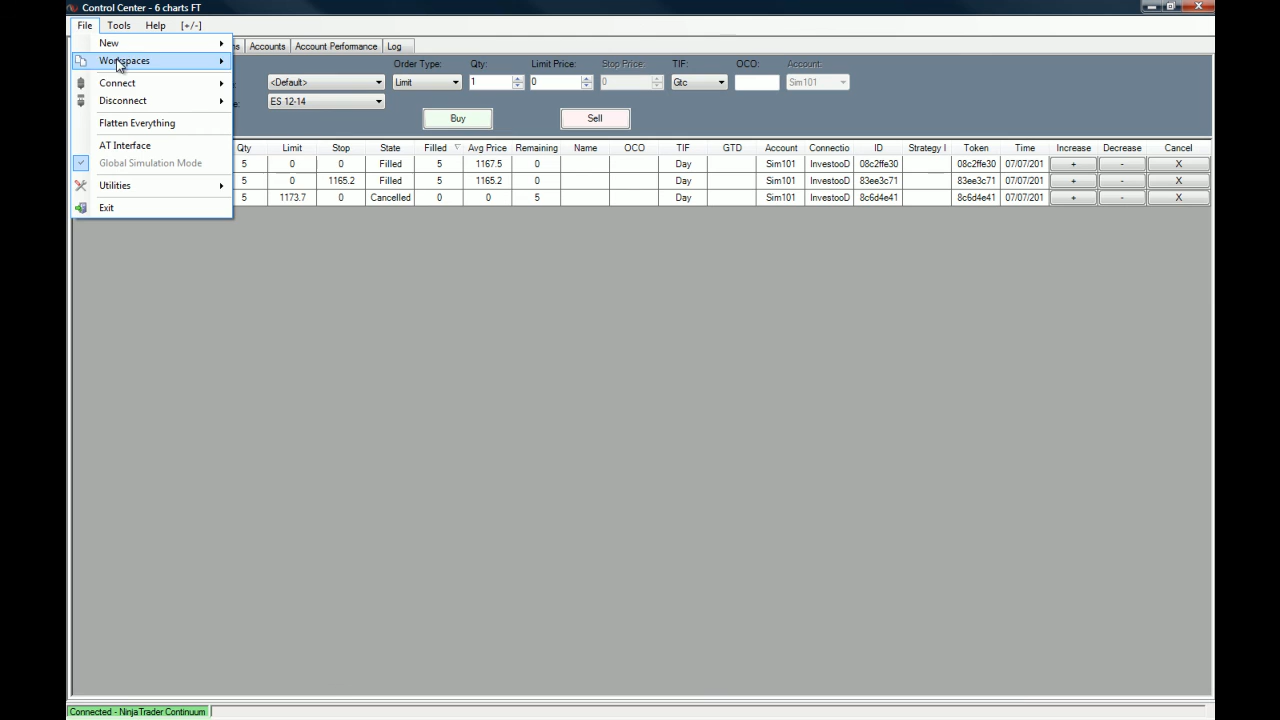 Control Center - 6 charts FT
File Tools Help [+/-]
New
Workspaces
Connect
Disconnect
Flatten Everything
AT Interface
Global Simulation Mode
Utilities
Exit
Accounts Account Performance Log
Order Type: Qty: Limit Price: Stop Price: TIF: OCO: Account:
<Default> Limit 1 0 0 Gtc Sim101
ES 12-14
Buy Sell
Qty Limit Stop State Filled Avg Price Remaining Name OCO TIF GTD Account Connectio ID Strategy I Token Time Increase Decrease Cancel
5 0 0 Filled 5 1167.5 0 Day Sim101 InvestooD 08c2ffe30 08c2ffe30 07/07/201 + - X
5 0 1165.2 Filled 5 1165.2 0 Day Sim101 InvestooD 83ee3c71 83ee3c71 07/07/201 + - X
5 1173.7 0 Cancelled 0 0 5 Day Sim101 InvestooD 8c6d4e41 8c6d4e41 07/07/201 + - X
Connected - NinjaTrader Continuum